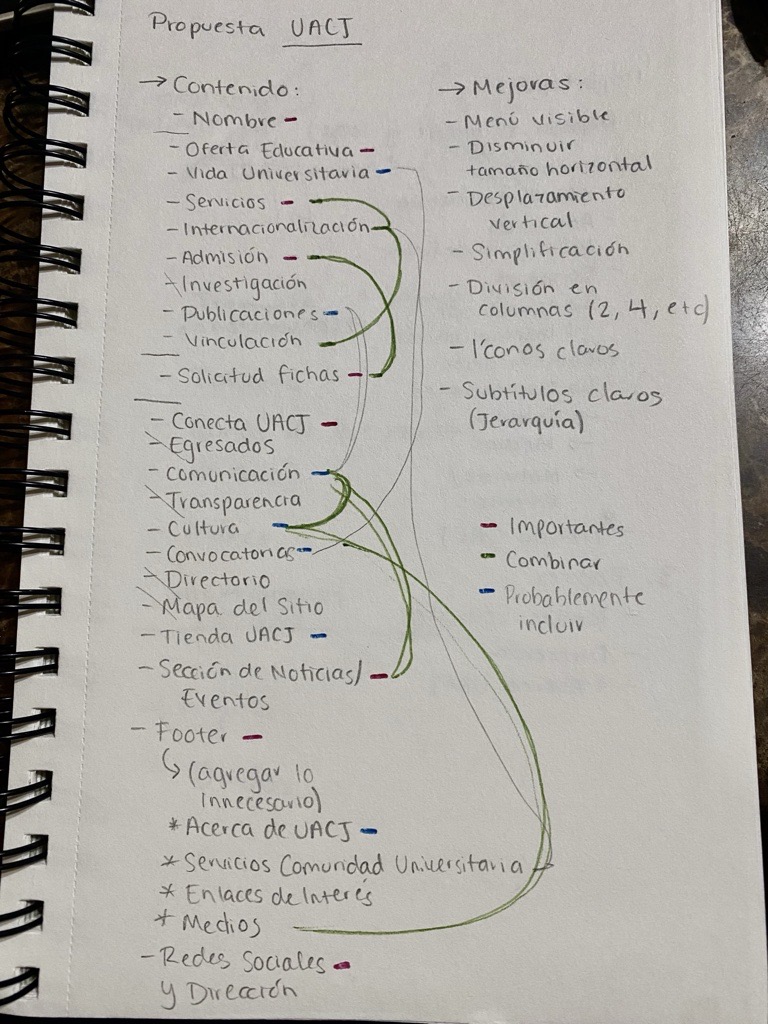 Propuesta UACJ
→ Contenido:
- Nombre -
- Oferta Educativa -
- Vida Universitaria -
- Servicios -
- Internacionalización
- Admisión -
- Investigación
- Publicaciones -
- Vinculación
- Solicitud fichas -
- Conecta UACJ -
- Egresados
- Comunicación -
- Transparencia
- Cultura -
- Convocatorias -
- Directorio
- Mapa del Sitio
- Tienda UACJ -
- Sección de Noticias/ -
Eventos
- Footer -
↳ (agregar lo
innecesario)
* Acerca de UACJ -
* Servicios Comunidad Universitaria
* Enlaces de Interés
* Medios
- Redes Sociales -
y Dirección
→ Mejoras:
- Menú visible
- Disminuir
tamaño horizontal
- Desplazamiento
vertical
- Simplificación
- División en
columnas (2, 4, etc)
- Íconos claros
- Subtítulos claros
(Jerarquía)
- Importantes
- Combinar
- Probablemente
incluir